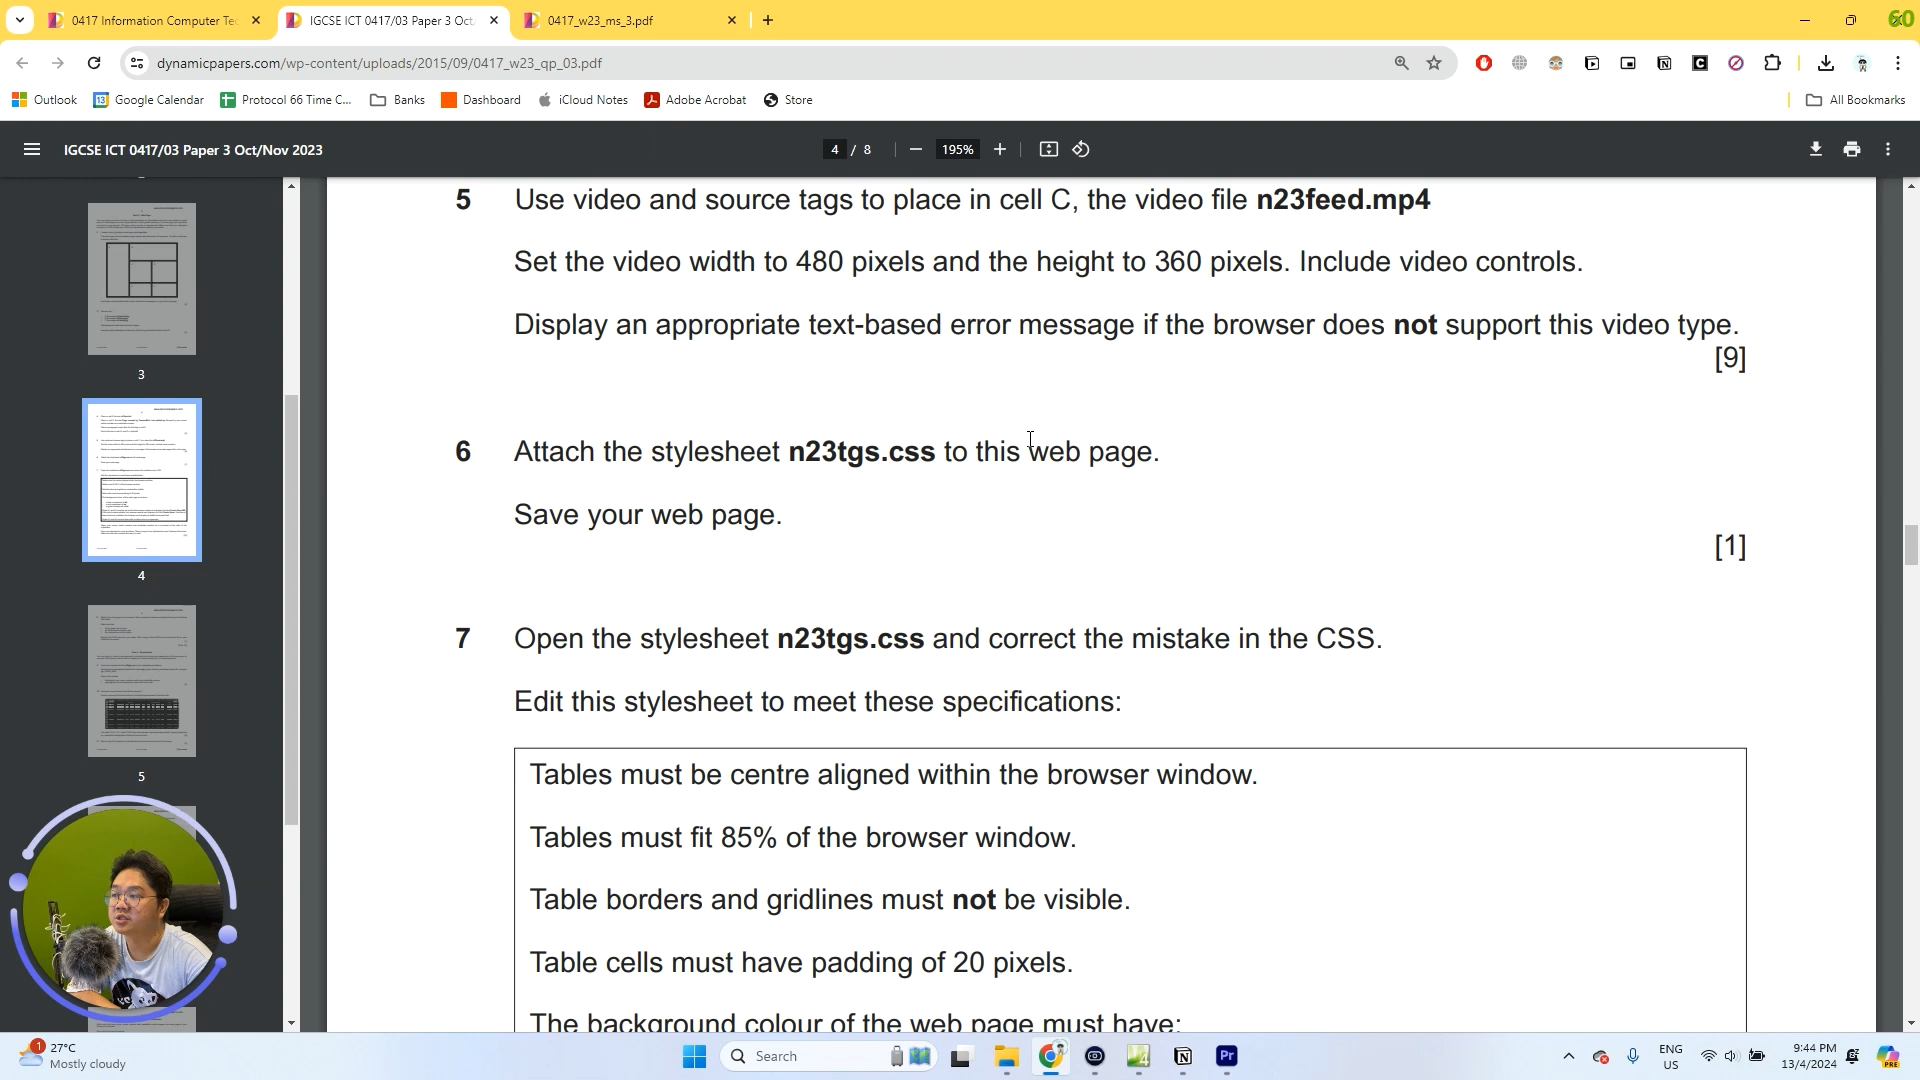 0417 Information Computer Tec
IGCSE ICT 0417/03 Paper 3 Oct
0417_w23_ms_3.pdf
60
dynamicpapers.com/wp-content/uploads/2015/09/0417_w23_qp_03.pdf
Outlook
Google Calendar
Protocol 66 Time C...
Banks
Dashboard
iCloud Notes
Adobe Acrobat
Store
All Bookmarks
IGCSE ICT 0417/03 Paper 3 Oct/Nov 2023
4 / 8
195%
5 Use video and source tags to place in cell C, the video file n23feed.mp4
Set the video width to 480 pixels and the height to 360 pixels. Include video controls.
Display an appropriate text-based error message if the browser does not support this video type.
[9]
6 Attach the stylesheet n23tgs.css to this web page.
Save your web page.
[1]
7 Open the stylesheet n23tgs.css and correct the mistake in the CSS.
Edit this stylesheet to meet these specifications:
Tables must be centre aligned within the browser window.
Tables must fit 85% of the browser window.
Table borders and gridlines must not be visible.
Table cells must have padding of 20 pixels.
The background colour of the web page must have:
3
4
5
1
27°C
Mostly cloudy
Search
Pr
ENG
US
9:44 PM
13/4/2024
PRE